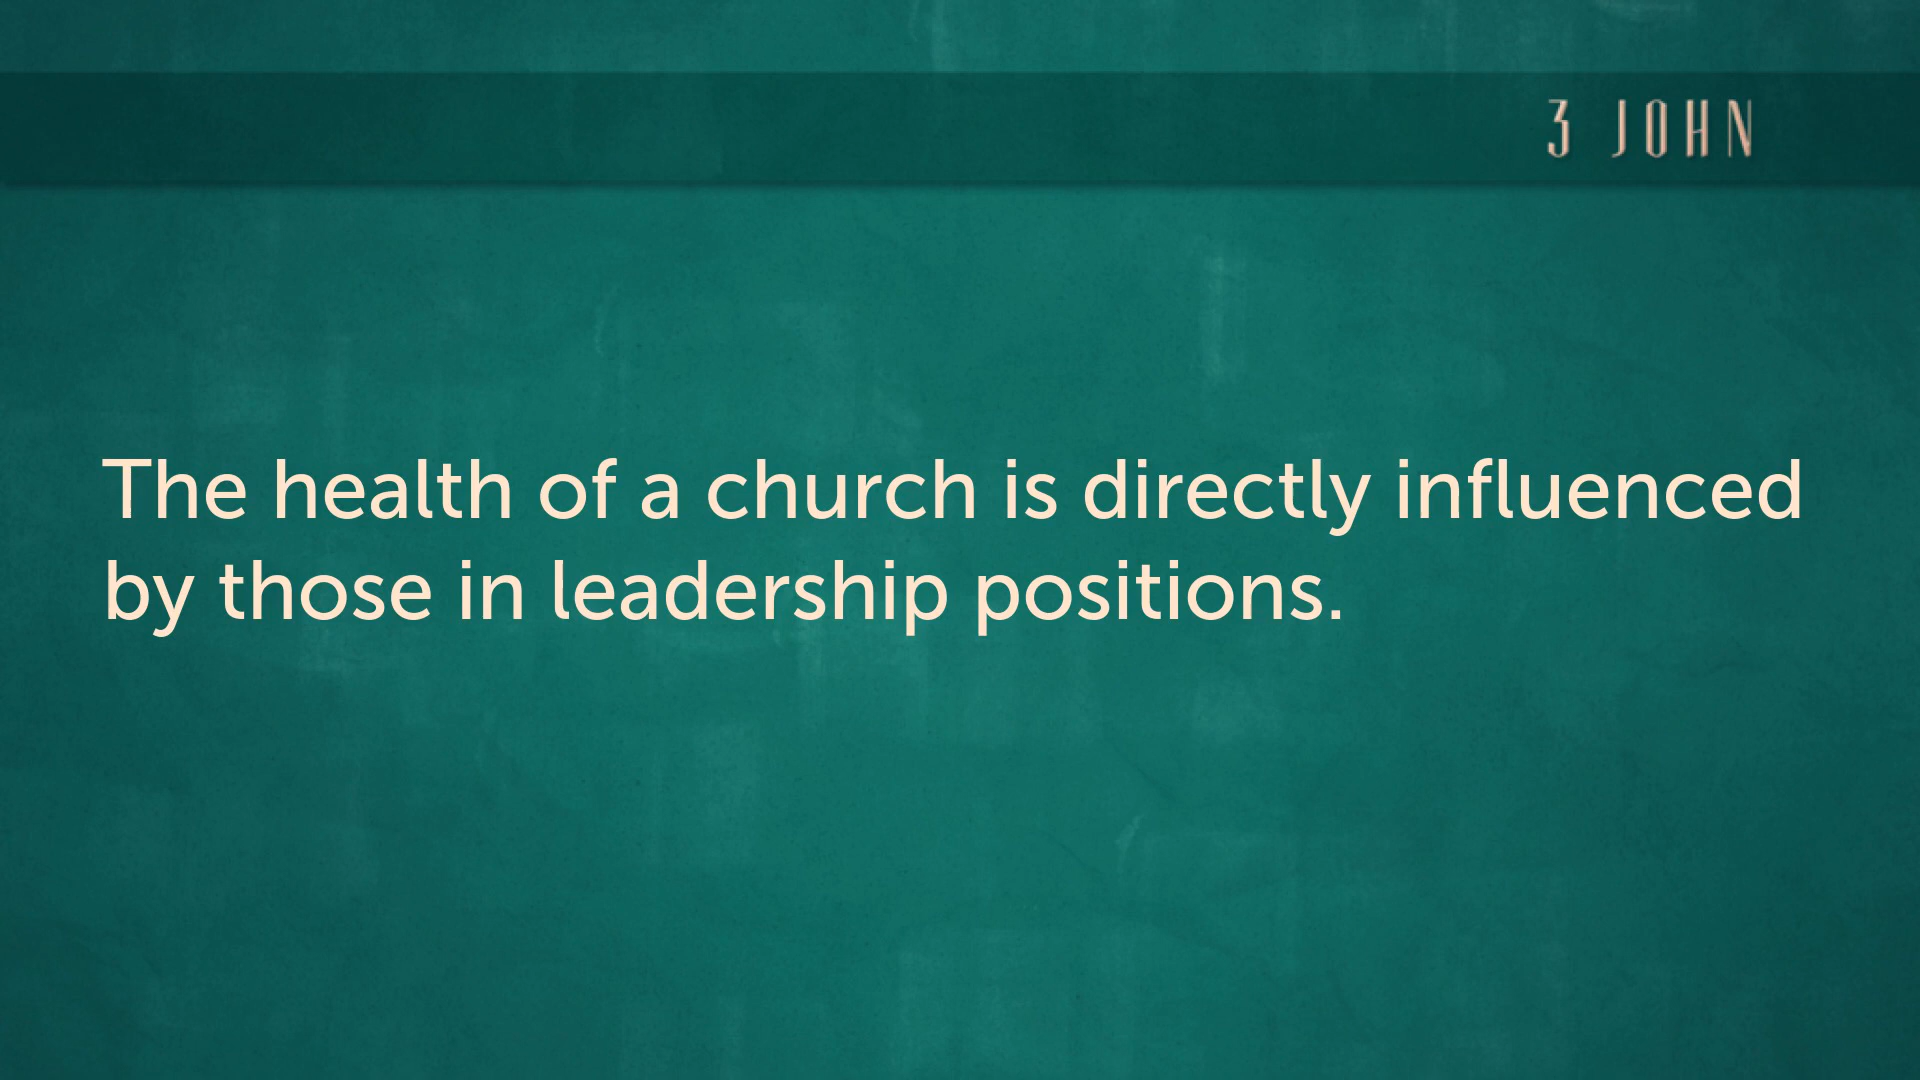 3 JOHN
The health of a church is directly influenced
by those in leadership positions.